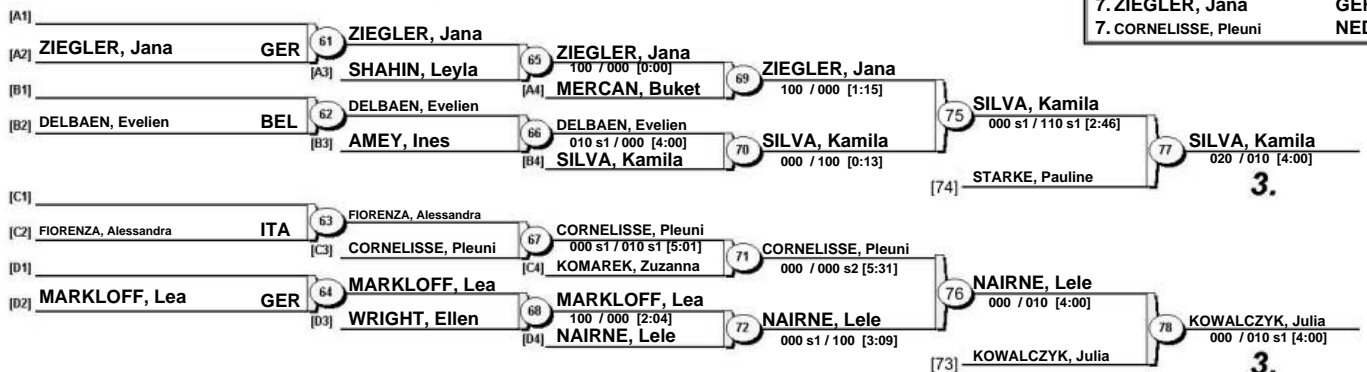 7. ZIEGLER, Jana GER
7. CORNELISSE, Pleuni NED
[A1]
[A2] ZIEGLER, Jana GER
61
ZIEGLER, Jana
[A3] SHAHIN, Leyla
65
ZIEGLER, Jana
100 / 000 [0:00]
[A4] MERCAN, Buket
69
ZIEGLER, Jana
100 / 000 [1:15]
[B1]
[B2] DELBAEN, Evelien BEL
62
DELBAEN, Evelien
[B3] AMEY, Ines
66
DELBAEN, Evelien
010 s1 / 000 [4:00]
[B4] SILVA, Kamila
70
SILVA, Kamila
000 / 100 [0:13]
75
SILVA, Kamila
000 s1 / 110 s1 [2:46]
[74] STARKE, Pauline
77
SILVA, Kamila
020 / 010 [4:00]
3.
[C1]
[C2] FIORENZA, Alessandra ITA
63
FIORENZA, Alessandra
[C3] CORNELISSE, Pleuni
67
CORNELISSE, Pleuni
000 s1 / 010 s1 [5:01]
[C4] KOMAREK, Zuzanna
71
CORNELISSE, Pleuni
000 / 000 s2 [5:31]
[D1]
[D2] MARKLOFF, Lea GER
64
MARKLOFF, Lea
[D3] WRIGHT, Ellen
68
MARKLOFF, Lea
100 / 000 [2:04]
[D4] NAIRNE, Lele
72
NAIRNE, Lele
000 s1 / 100 [3:09]
76
NAIRNE, Lele
000 / 010 [4:00]
[73] KOWALCZYK, Julia
78
KOWALCZYK, Julia
000 / 010 s1 [4:00]
3.